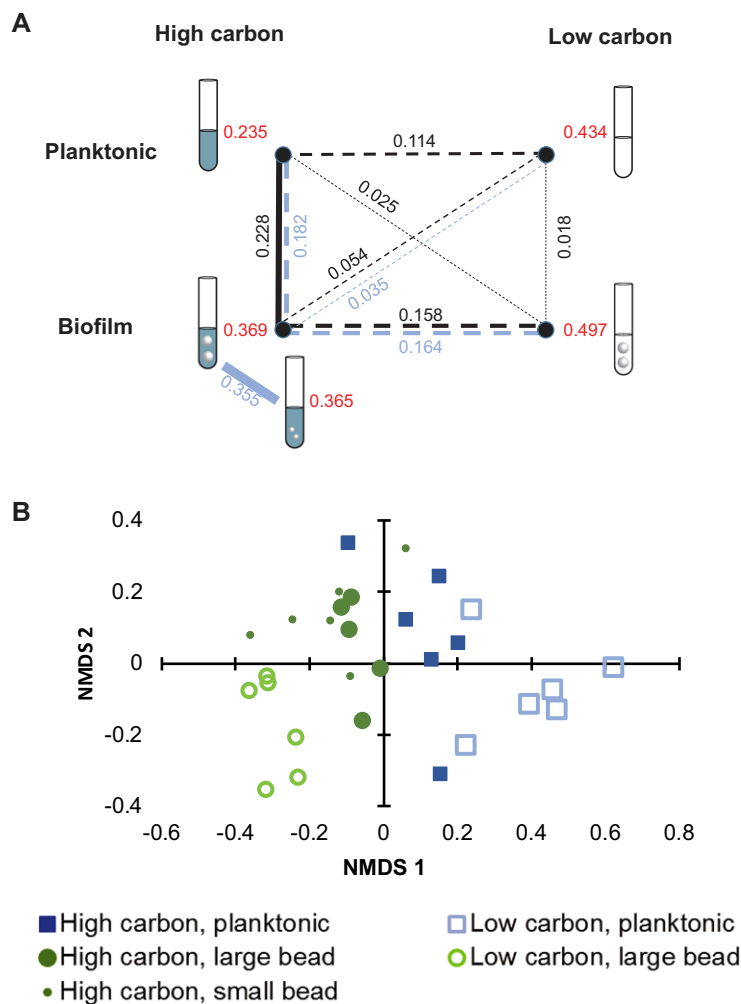 A
High carbon
Low carbon
0.235
0.434
Planktonic
0.114
0.025
0.228
0.182
0.018
0.054
0.035
Biofilm
0.369
0.158
0.497
0.164
0.355
0.365
B
0.4
0.2
0
-0.2
-0.4
NMDS 2
-0.6 -0.4 -0.2 0 0.2 0.4 0.6 0.8
NMDS 1
High carbon, planktonic
Low carbon, planktonic
High carbon, large bead
Low carbon, large bead
High carbon, small bead